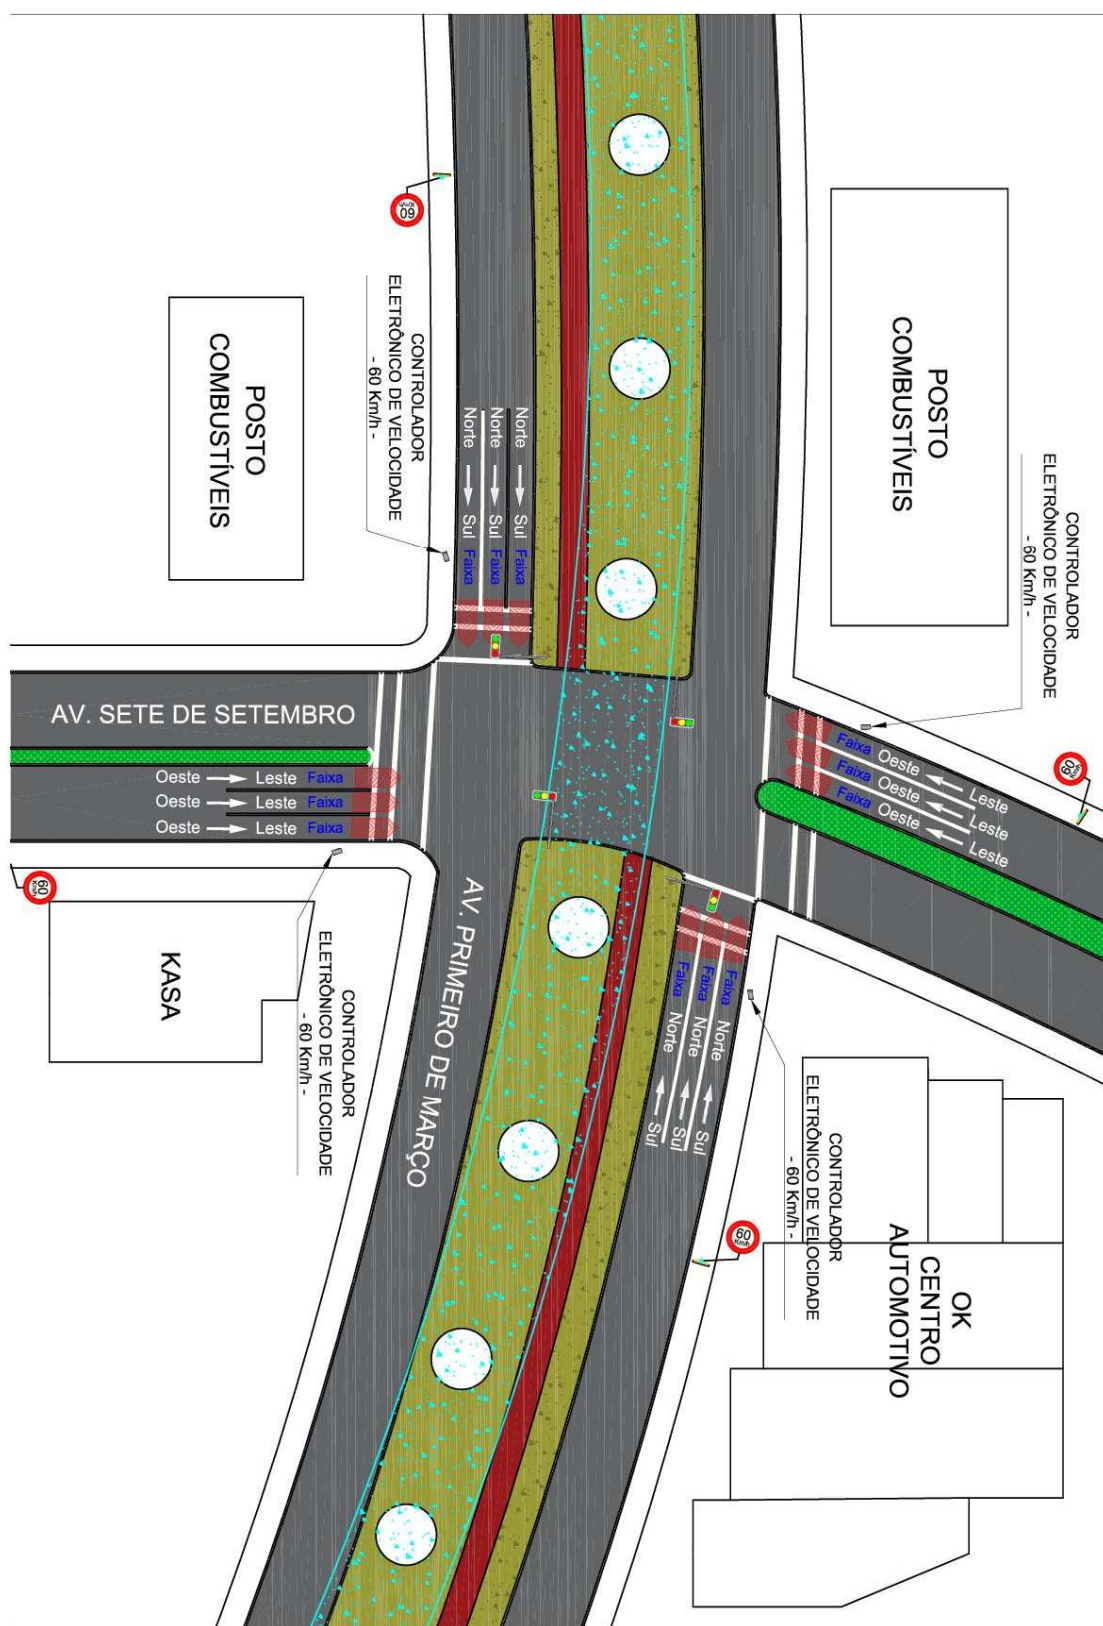 60
Km/h
CONTROLADOR
ELETRÔNICO DE VELOCIDADE
- 60 Km/h -
POSTO
COMBUSTÍVEIS
POSTO
COMBUSTÍVEIS
CONTROLADOR
ELETRÔNICO DE VELOCIDADE
- 60 Km/h -
Norte Sul Faixa
Norte Sul Faixa
Norte Sul Faixa
AV. SETE DE SETEMBRO
Oeste Leste Faixa
Oeste Leste Faixa
Oeste Leste Faixa
Faixa Oeste Leste
Faixa Oeste Leste
Faixa Oeste Leste
60
Km/h
60
Km/h
KASA
CONTROLADOR
ELETRÔNICO DE VELOCIDADE
- 60 Km/h -
AV. PRIMEIRO DE MARÇO
Faixa Norte Sul
Faixa Norte Sul
Faixa Norte Sul
CONTROLADOR
ELETRÔNICO DE VELOCIDADE
- 60 Km/h -
60
Km/h
OK
CENTRO
AUTOMOTIVO